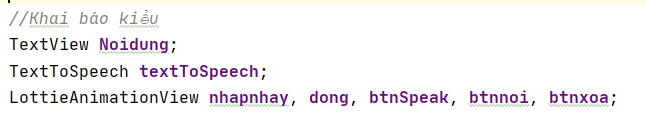 //Khai báo kiểu
TextView Noidung;
TextToSpeech textToSpeech;
LottieAnimationView nhapnhay, dong, btnSpeak, btnnoi, btnxoa;